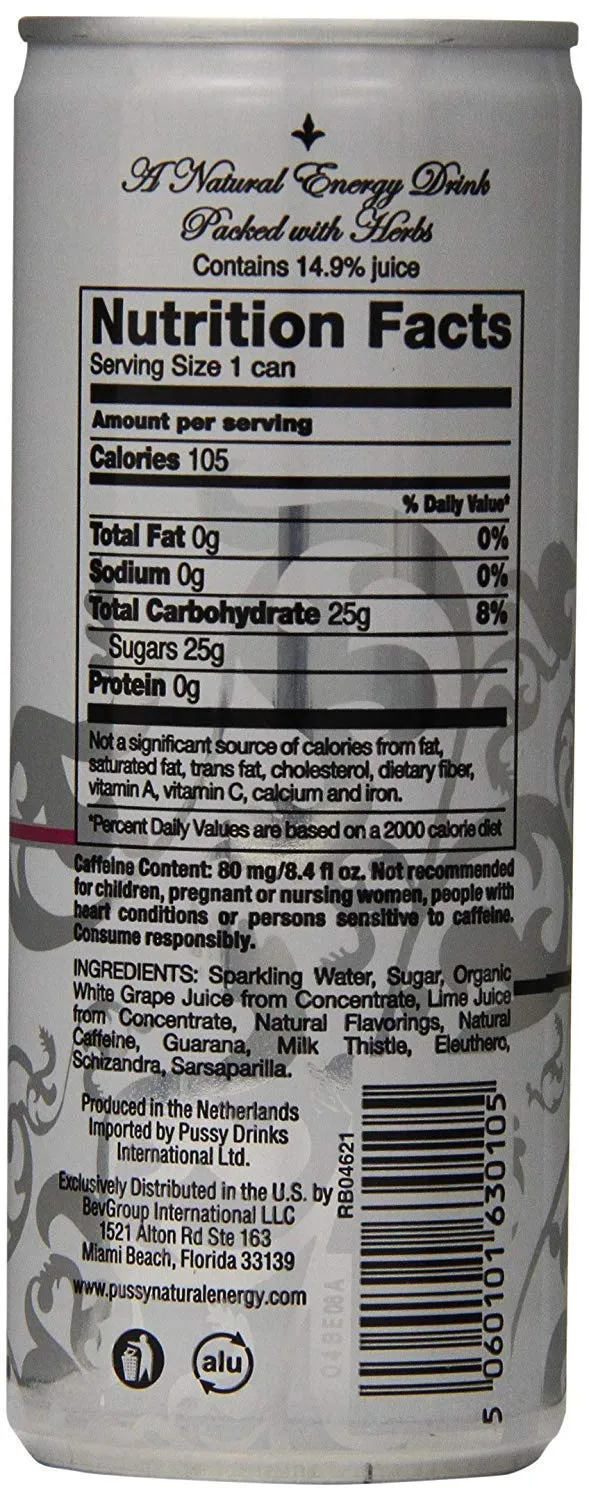 A Natural Energy Drink
Packed with Herbs
Contains 14.9% juice
Nutrition Facts
Serving Size 1 can
Amount per serving
Calories 105
% Daily Value*
Total Fat 0g 0%
Sodium 0g 0%
Total Carbohydrate 25g 8%
Sugars 25g
Protein 0g
Not a significant source of calories from fat,
saturated fat, trans fat, cholesterol, dietary fiber,
vitamin A, vitamin C, calcium and iron.
*Percent Daily Values are based on a 2000 calorie diet
Caffeine Content: 80 mg/8.4 fl oz. Not recommended
for children, pregnant or nursing women, people with
heart conditions or persons sensitive to caffeine.
Consume responsibly.
INGREDIENTS: Sparkling Water, Sugar, Organic
White Grape Juice from Concentrate, Lime Juice
from Concentrate, Natural Flavorings, Natural
Caffeine, Guarana, Milk Thistle, Eleuthero,
Schizandra, Sarsaparilla.
Produced in the Netherlands
Imported by Pussy Drinks
International Ltd.
Exclusively Distributed in the U.S. by
BevGroup International LLC
1521 Alton Rd Ste 163
Miami Beach, Florida 33139
www.pussynaturalenergy.com
alu
RB04621
5 060101 630105